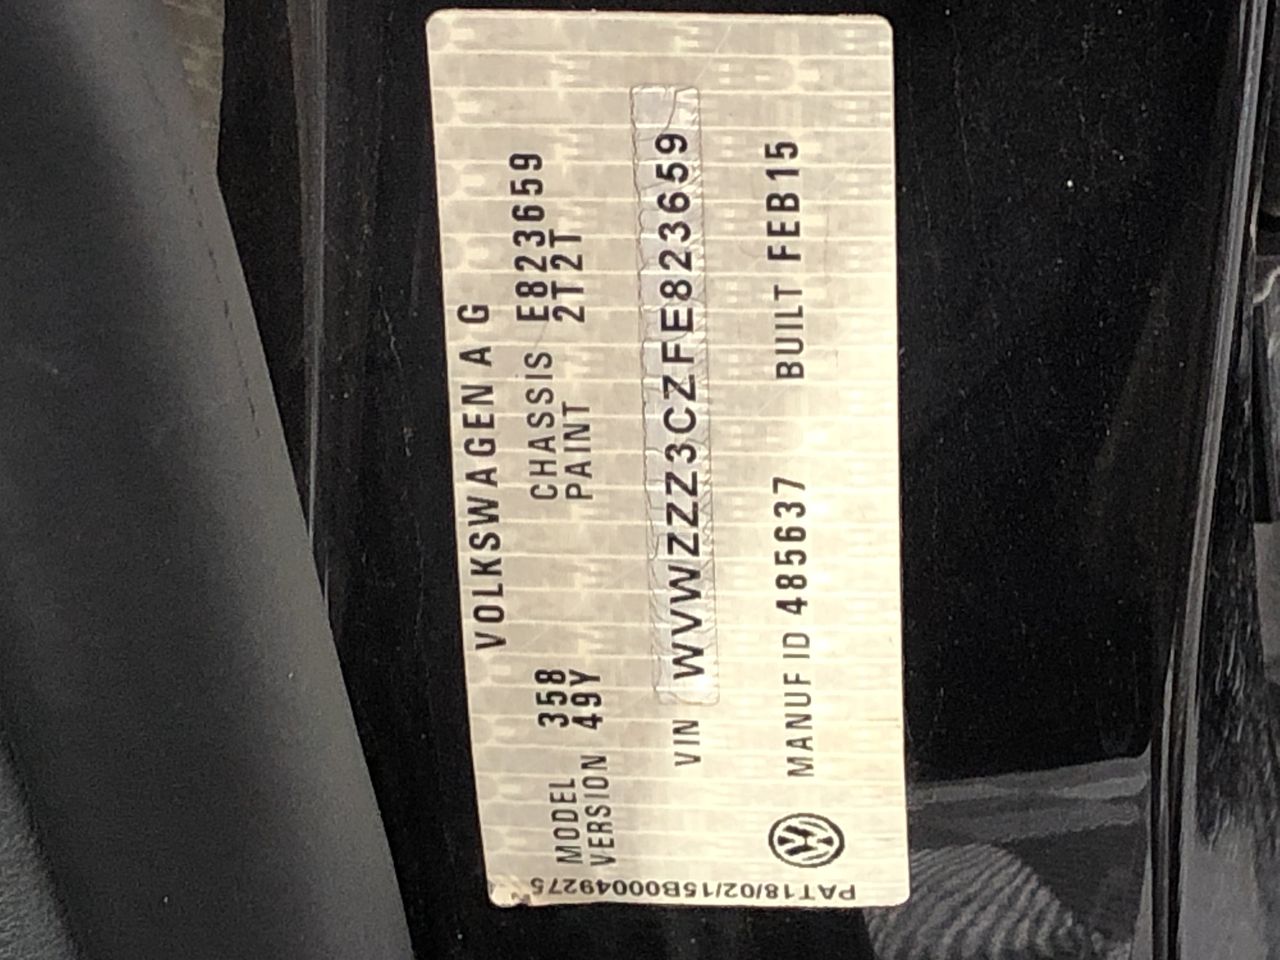 VOLKSWAGEN A G
MODEL 358 CHASSIS E823659
VERSION 49Y PAINT 2T2T
VIN WVWZZZ3CZFE823659
MANUF ID 485637 BUILT FEB15
PAT18/02/15B00049275